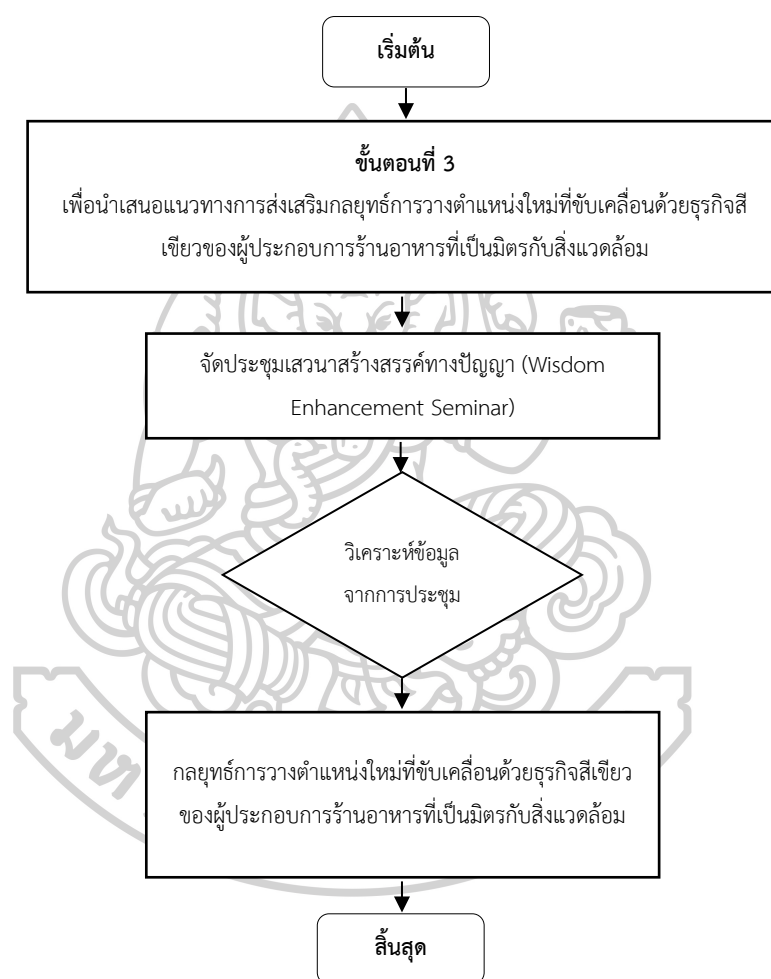 เริ่มต้น
ขั้นตอนที่ 3
เพื่อนำเสนอแนวทางการส่งเสริมกลยุทธ์การวางตำแหน่งใหม่ที่ขับเคลื่อนด้วยธุรกิจสี
เขียวของผู้ประกอบการร้านอาหารที่เป็นมิตรกับสิ่งแวดล้อม
จัดประชุมเสวนาสร้างสรรค์ทางปัญญา (Wisdom
Enhancement Seminar)
วิเคราะห์ข้อมูล
จากการประชุม
กลยุทธ์การวางตำแหน่งใหม่ที่ขับเคลื่อนด้วยธุรกิจสีเขียว
ของผู้ประกอบการร้านอาหารที่เป็นมิตรกับสิ่งแวดล้อม
สิ้นสุด